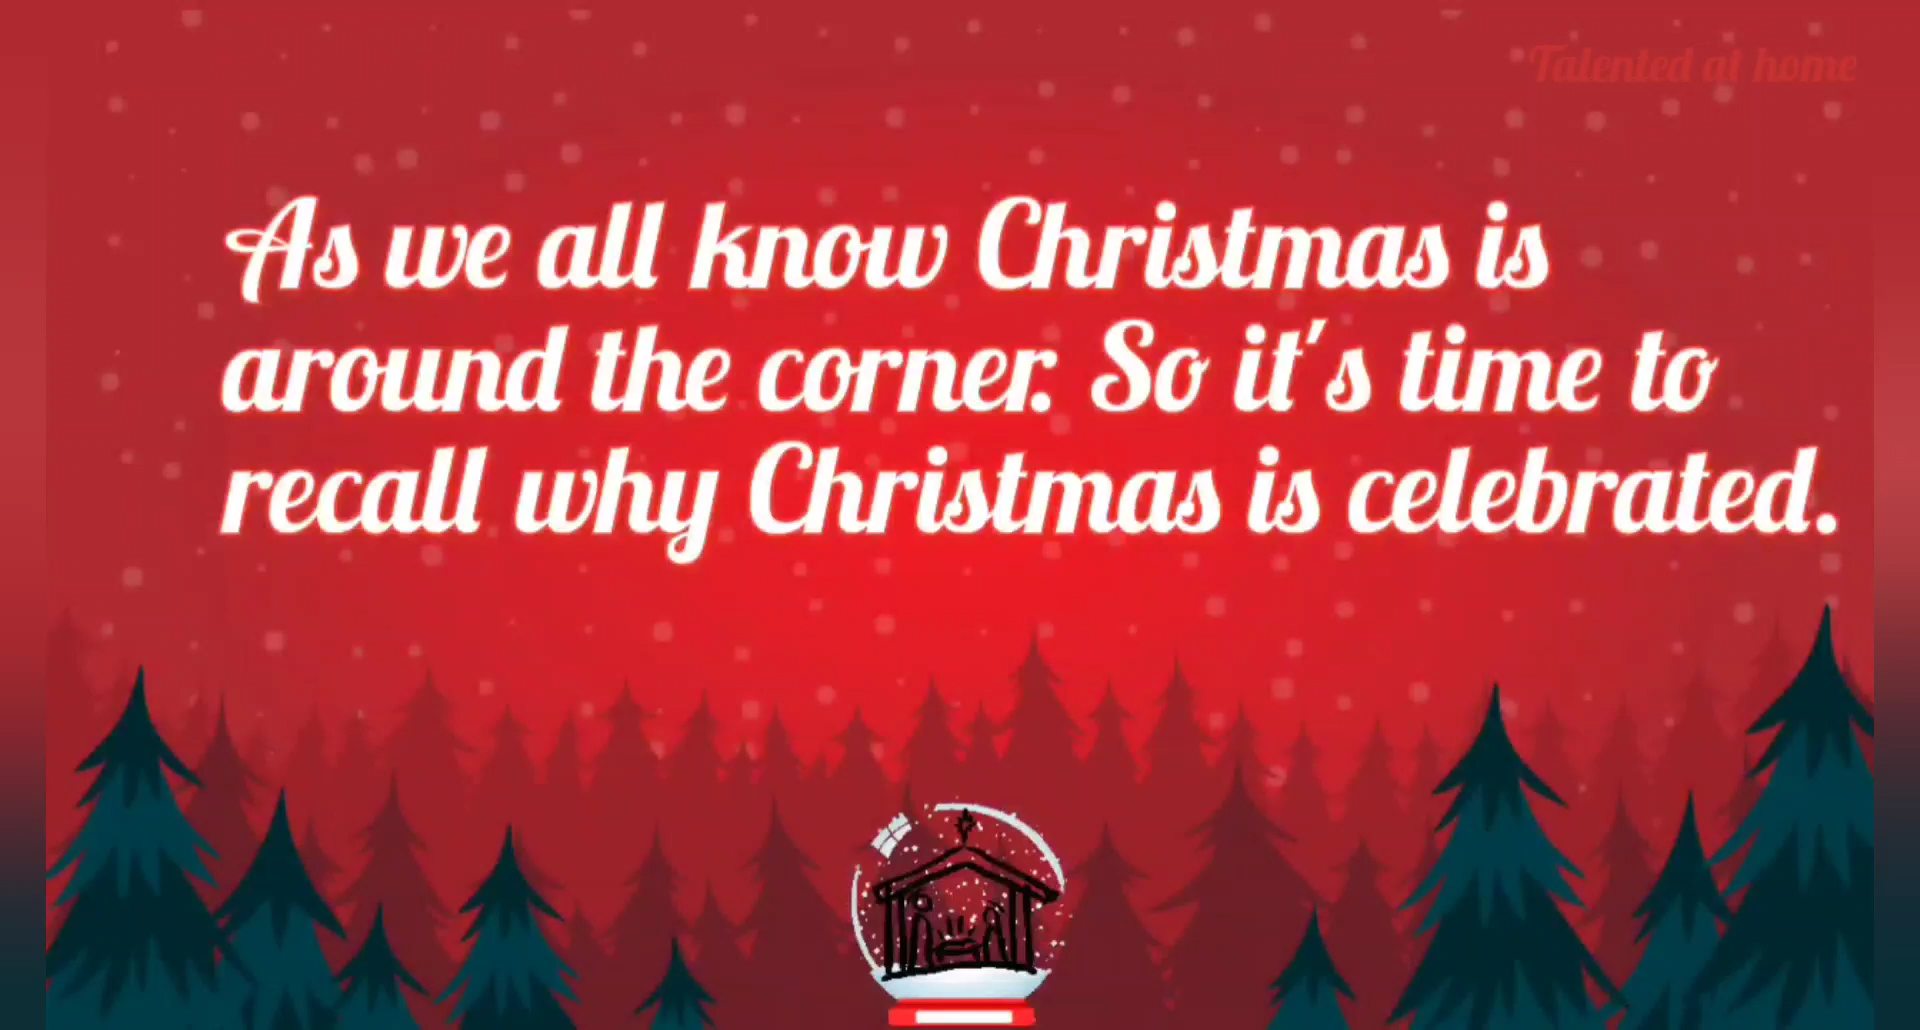 Talented at home
As we all know Christmas is
around the corner. So it's time to
recall why Christmas is celebrated.